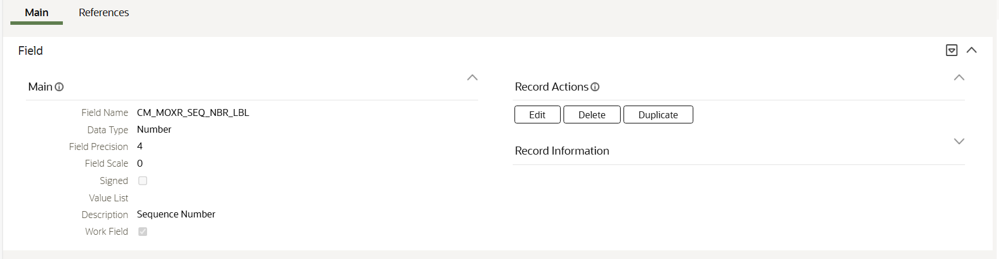 Main References
Field
Main
Field Name CM_MOXR_SEQ_NBR_LBL
Data Type Number
Field Precision 4
Field Scale 0
Signed
Value List
Description Sequence Number
Work Field
Record Actions
Edit Delete Duplicate
Record Information